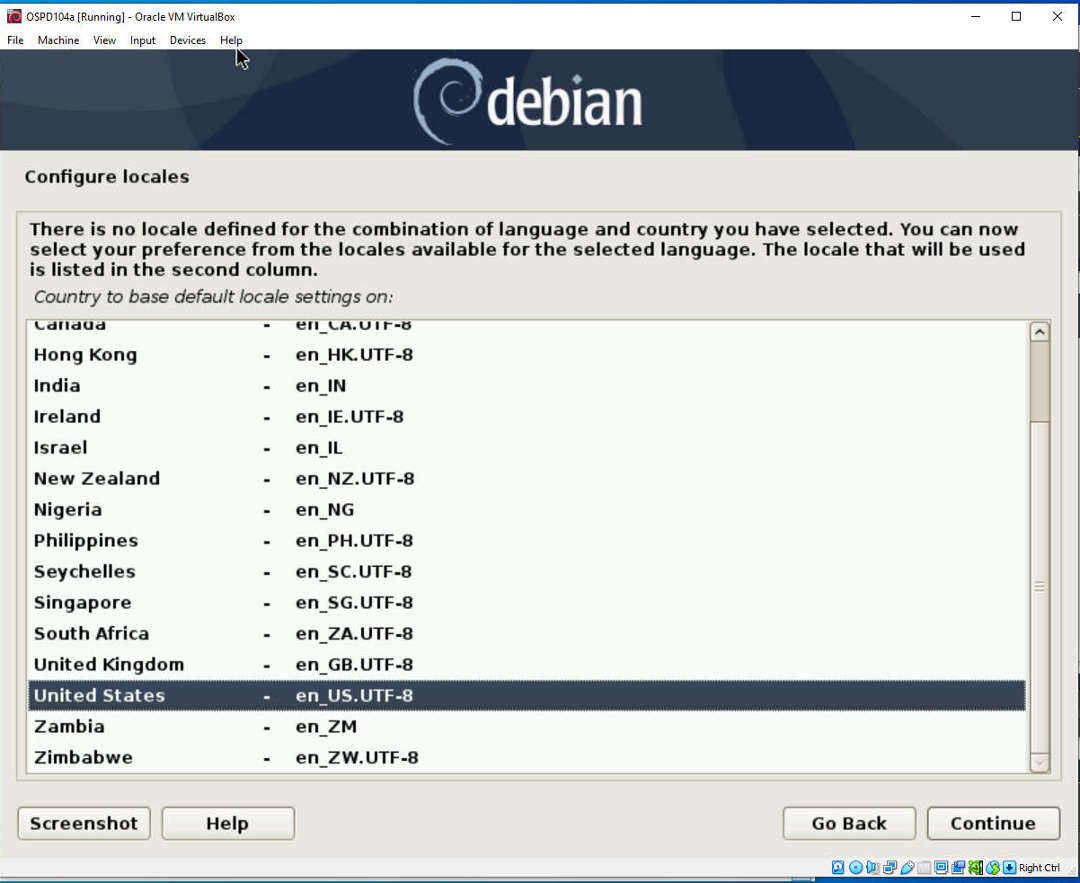 OSPD104a [Running] - Oracle VM VirtualBox
File Machine View Input Devices Help
debian
Configure locales
There is no locale defined for the combination of language and country you have selected. You can now
select your preference from the locales available for the selected language. The locale that will be used
is listed in the second column.
Country to base default locale settings on:
Canada - en_CA.UTF-8
Hong Kong - en_HK.UTF-8
India - en_IN
Ireland - en_IE.UTF-8
Israel - en_IL
New Zealand - en_NZ.UTF-8
Nigeria - en_NG
Philippines - en_PH.UTF-8
Seychelles - en_SC.UTF-8
Singapore - en_SG.UTF-8
South Africa - en_ZA.UTF-8
United Kingdom - en_GB.UTF-8
United States - en_US.UTF-8
Zambia - en_ZM
Zimbabwe - en_ZW.UTF-8
Screenshot Help Go Back Continue
Right Ctrl